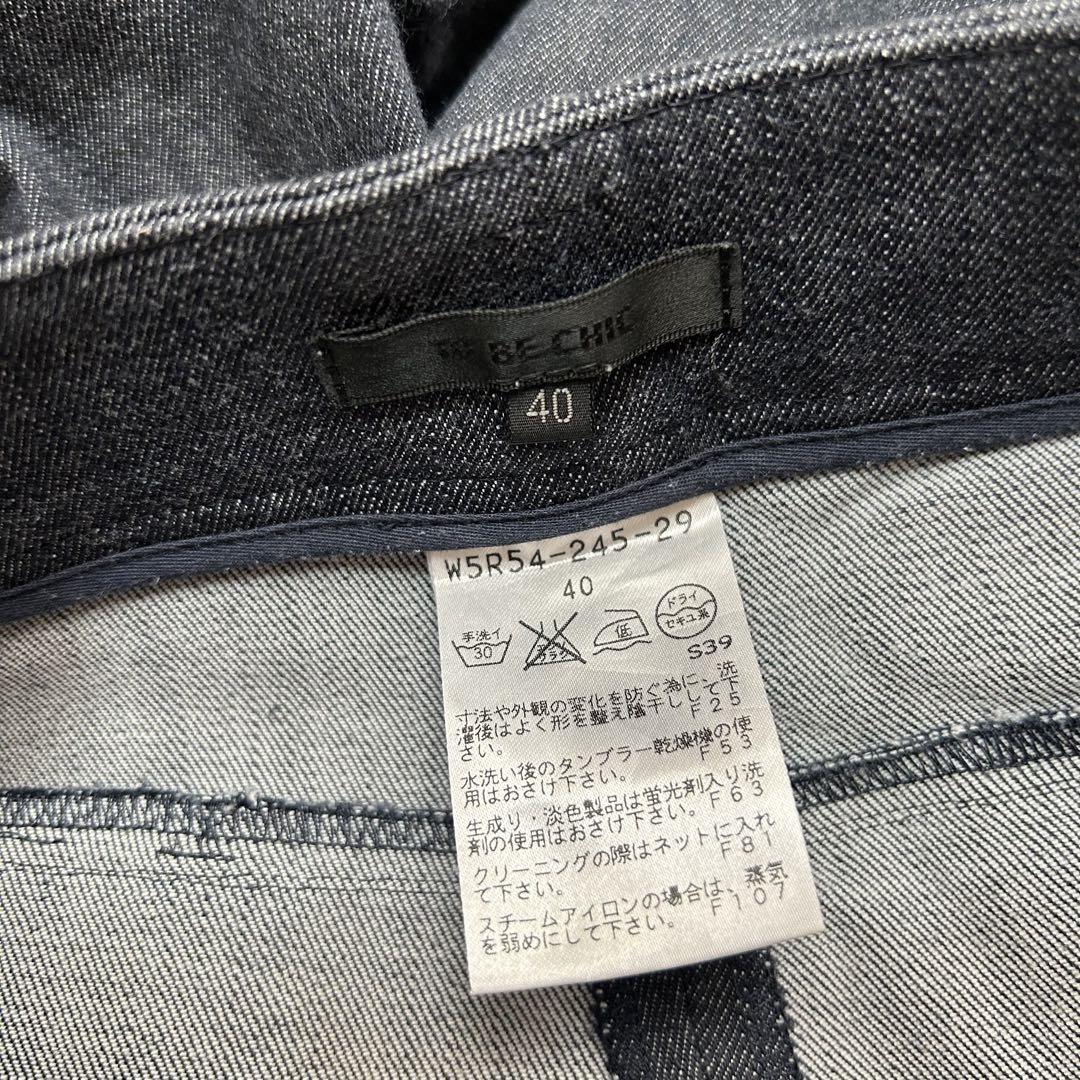 TO BE CHIC
40
W5R54-245-29
40
手洗イ
30
エンソ
サラシ
低
ドライ
セキユ系
S39
寸法や外観の変化を防ぐ為に、洗
濯後はよく形を整え陰干しして下
さい。 F25
水洗い後のタンブラー乾燥機の使
用はおさけ下さい。 F53
生成り・淡色製品は蛍光剤入り洗
剤の使用はおさけ下さい。 F63
クリーニングの際はネットに入れ
て下さい。 F81
スチームアイロンの場合は、蒸気
を弱めにして下さい。 F107